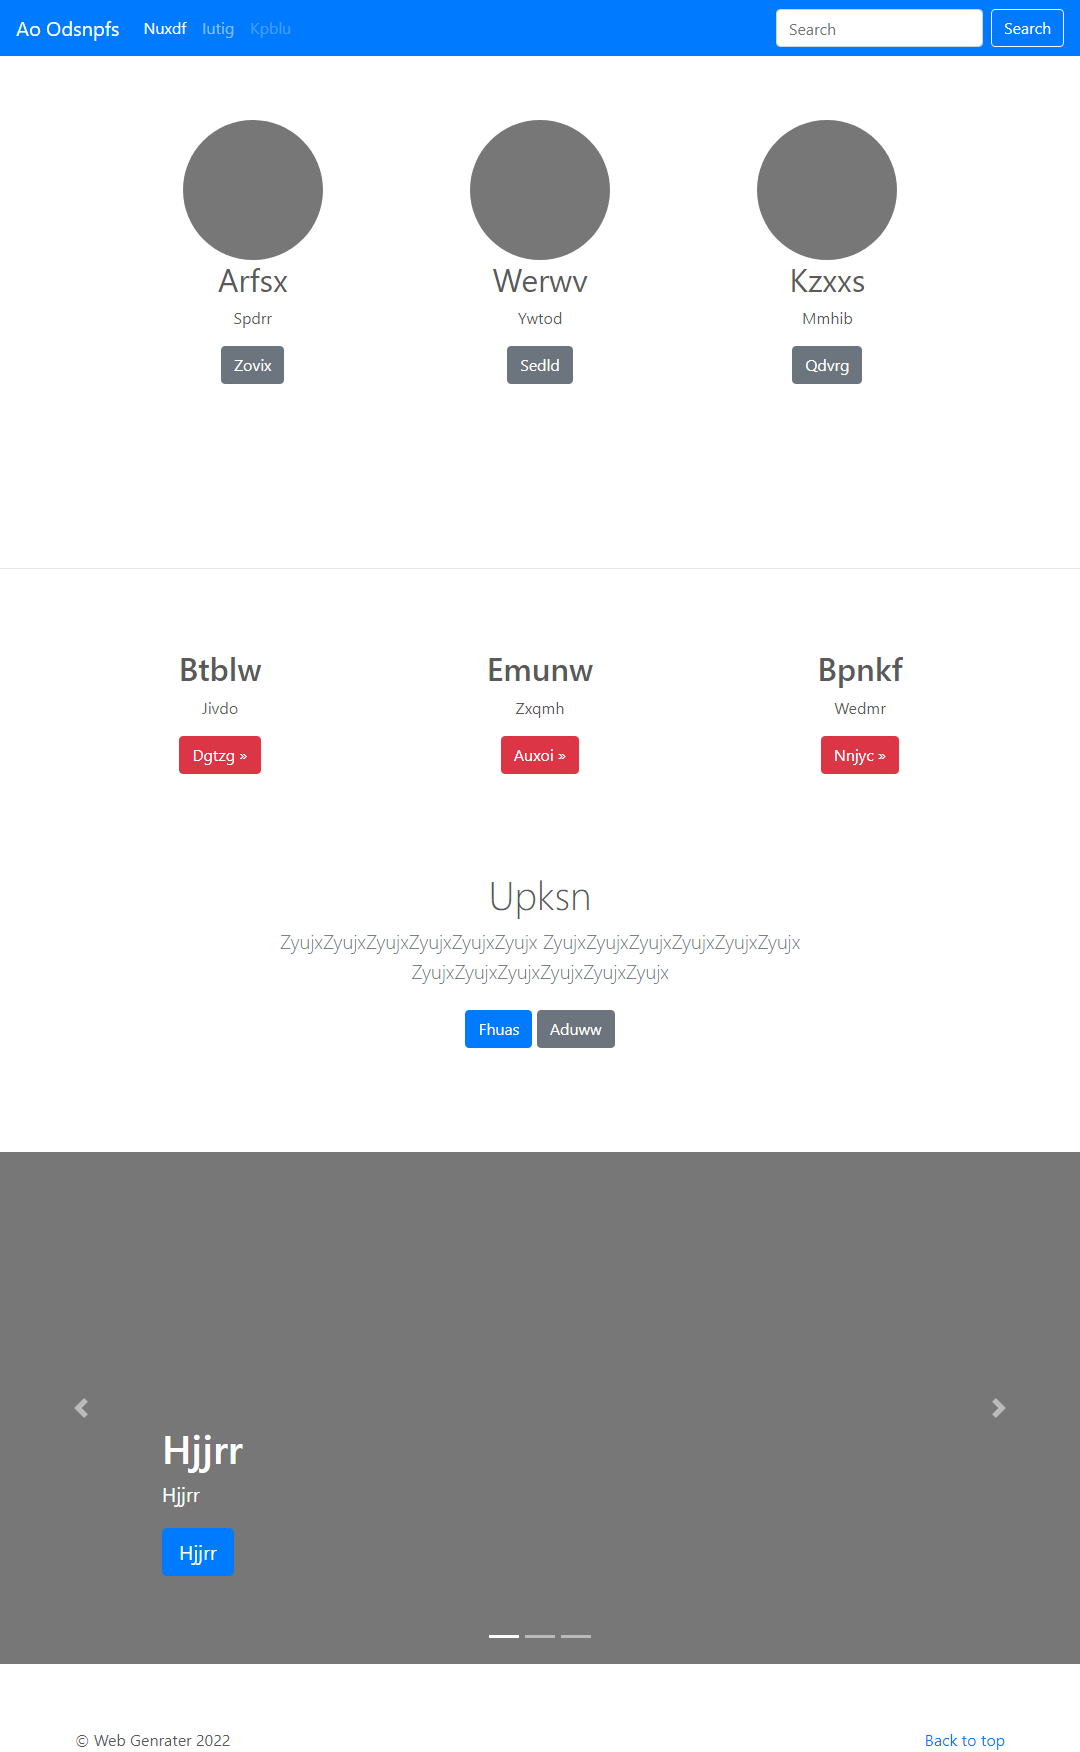 Ao Odsnpfs Nuxdf Iutig Kpblu Search Search
Arfsx Werwv Kzxxs
Spdrr Ywtod Mmhib
Zovix Sedld Qdvrg
Btblw Emunw Bpnkf
Jivdo Zxqmh Wedmr
Dgtzg » Auxoi » Nnjyc »
Upksn
ZyujxZyujxZyujxZyujxZyujxZyujx ZyujxZyujxZyujxZyujxZyujxZyujx
ZyujxZyujxZyujxZyujxZyujxZyujx
Fhuas Aduww
Hjjrr
Hjjrr
Hjjrr
© Web Genrater 2022 Back to top